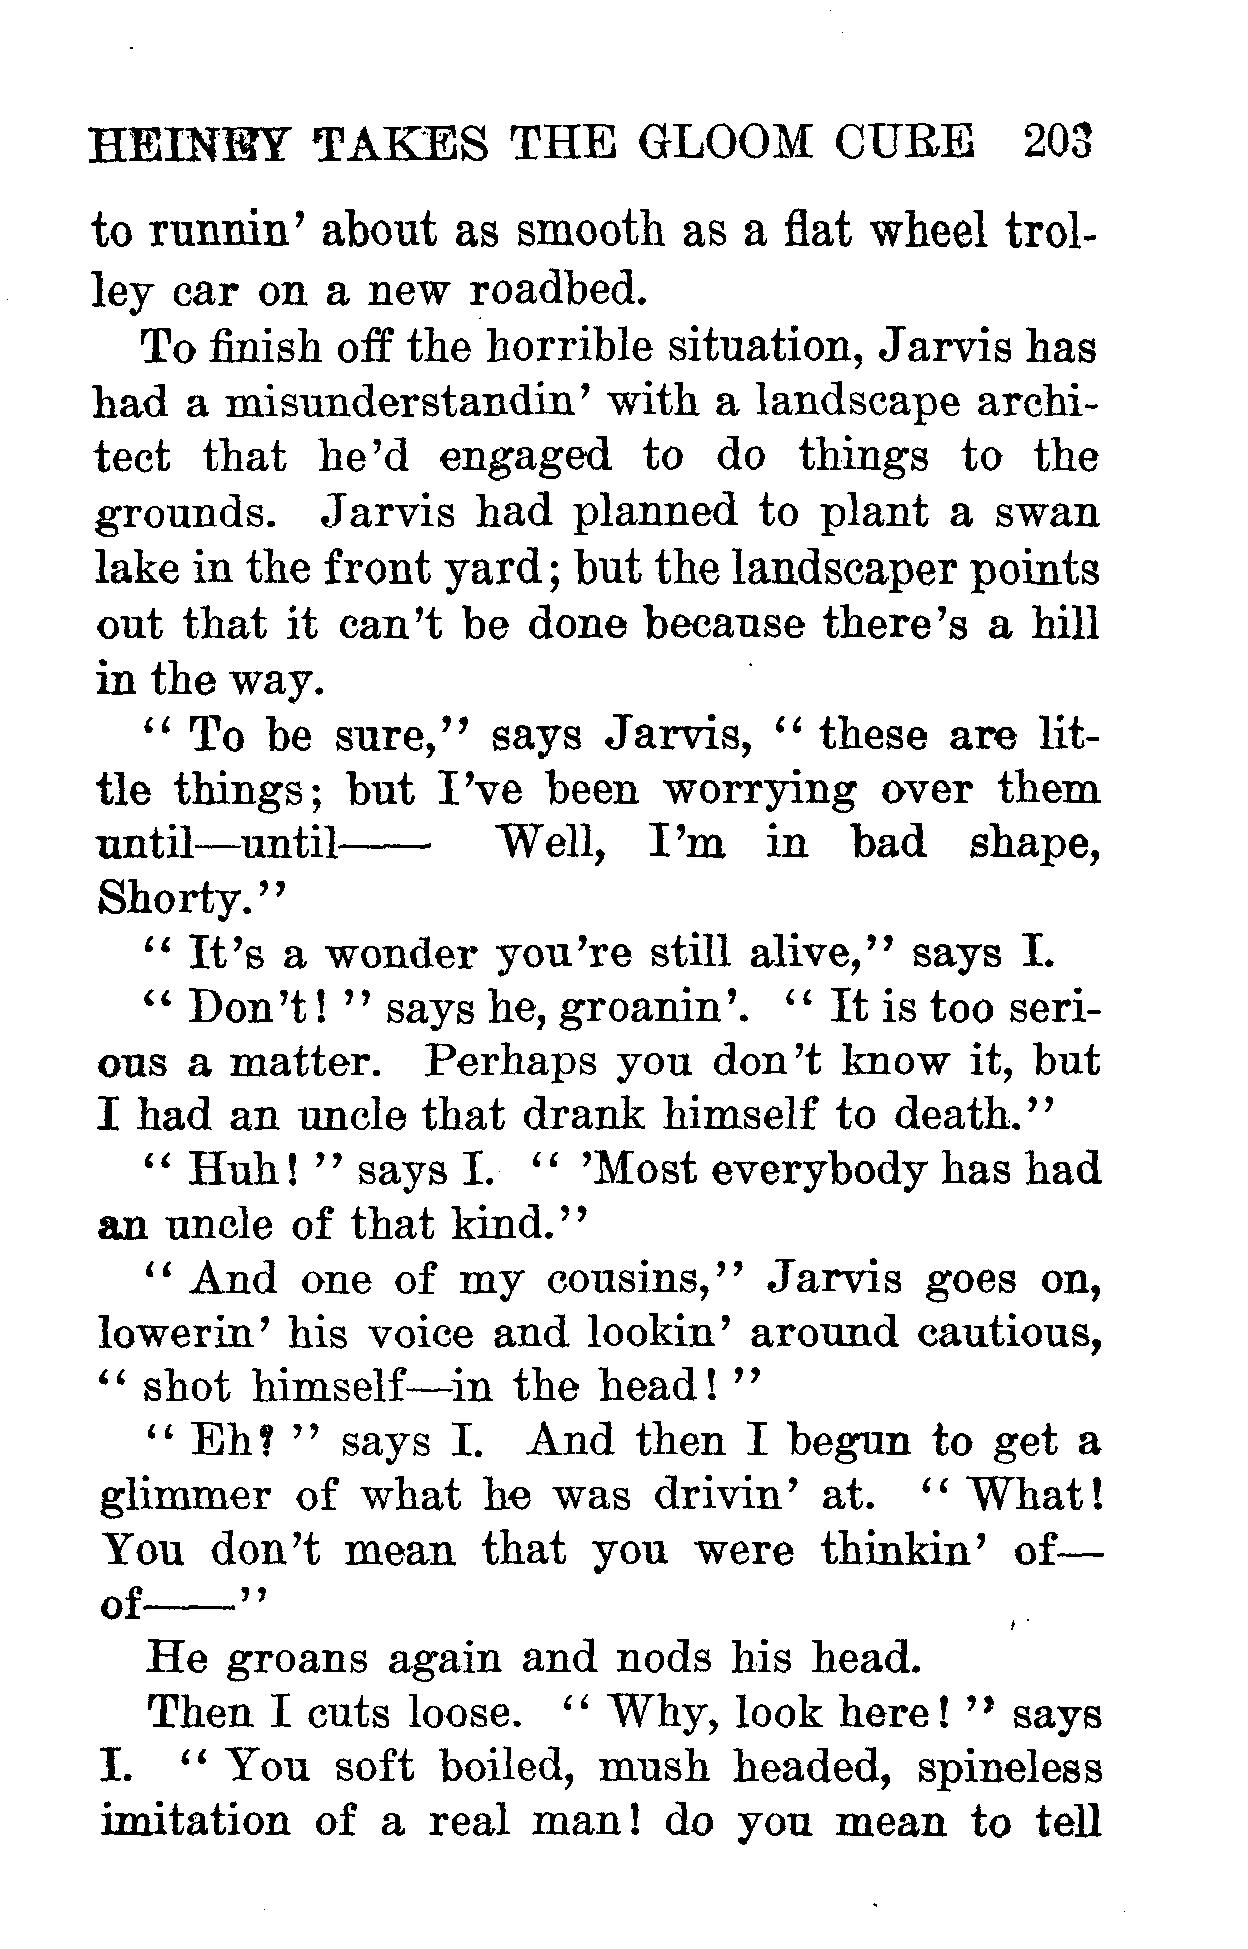 HEINEY TAKES THE GLOOM CURE 203
to runnin' about as smooth as a flat wheel trol-
ley car on a new roadbed.
To finish off the horrible situation, Jarvis has
had a misunderstandin' with a landscape archi-
tect that he'd engaged to do things to the
grounds. Jarvis had planned to plant a swan
lake in the front yard; but the landscaper points
out that it can't be done because there's a hill
in the way.
“ To be sure,” says Jarvis, “ these are lit-
tle things; but I've been worrying over them
until—until—— Well, I'm in bad shape,
Shorty.”
“ It's a wonder you're still alive,” says I.
“ Don't! ” says he, groanin'. “ It is too seri-
ous a matter. Perhaps you don't know it, but
I had an uncle that drank himself to death.”
“ Huh! ” says I. “ 'Most everybody has had
an uncle of that kind.”
“ And one of my cousins,” Jarvis goes on,
lowerin' his voice and lookin' around cautious,
“ shot himself—in the head! ”
“ Eh? ” says I. And then I begun to get a
glimmer of what he was drivin' at. “ What!
You don't mean that you were thinkin' of—
of——”
He groans again and nods his head.
Then I cuts loose. “ Why, look here! ” says
I. “ You soft boiled, mush headed, spineless
imitation of a real man! do you mean to tell